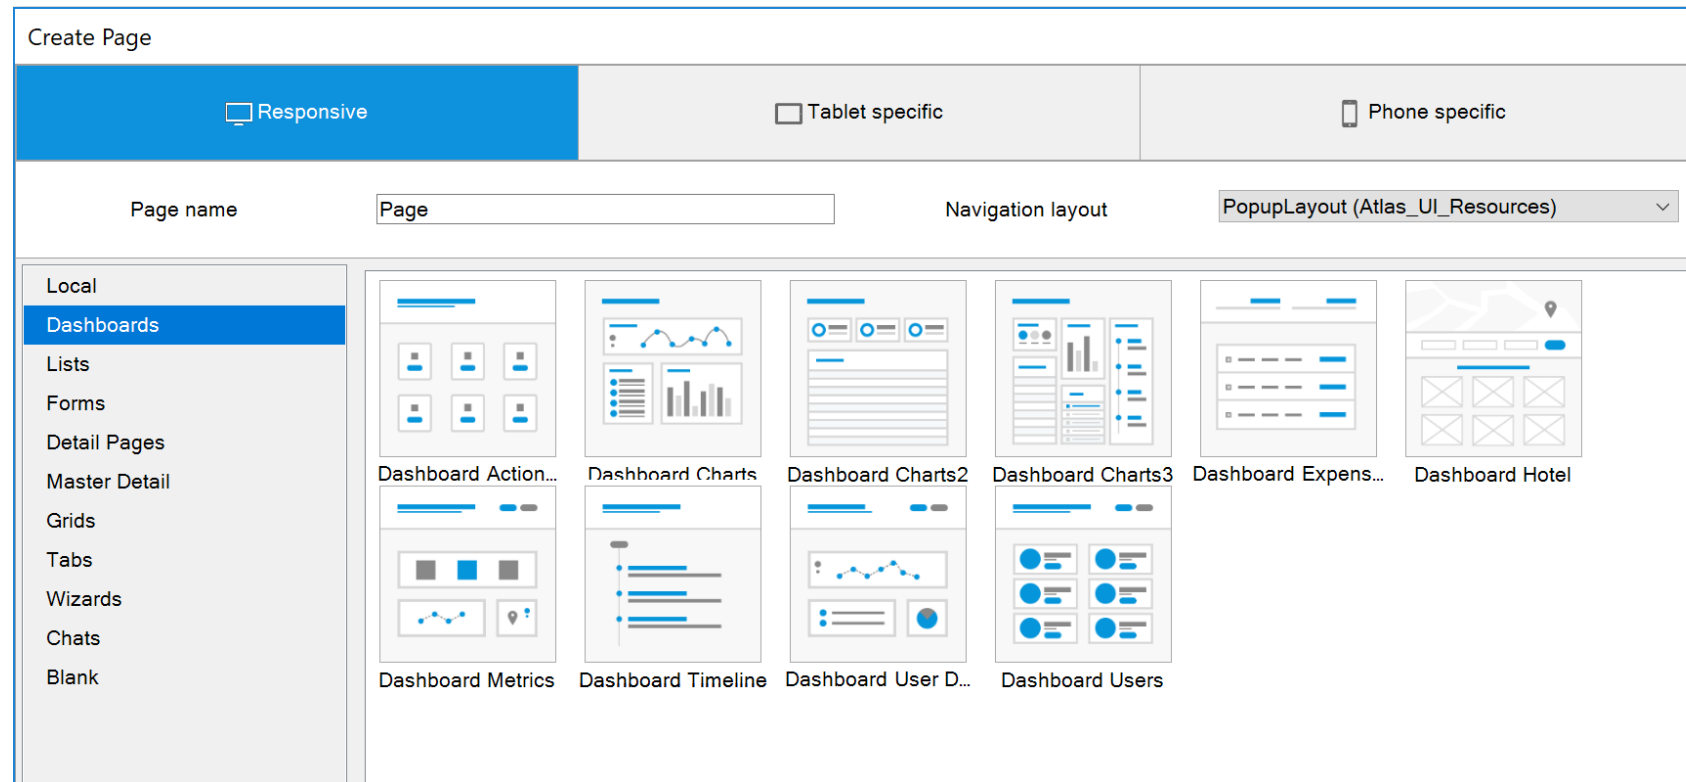 Create Page
Responsive
Tablet specific
Phone specific
Page name
Page
Navigation layout
PopupLayout (Atlas_UI_Resources)
Local
Dashboards
Lists
Forms
Detail Pages
Master Detail
Grids
Tabs
Wizards
Chats
Blank
Dashboard Action...
Dashboard Charts
Dashboard Charts2
Dashboard Charts3
Dashboard Expens...
Dashboard Hotel
Dashboard Metrics
Dashboard Timeline
Dashboard User D...
Dashboard Users